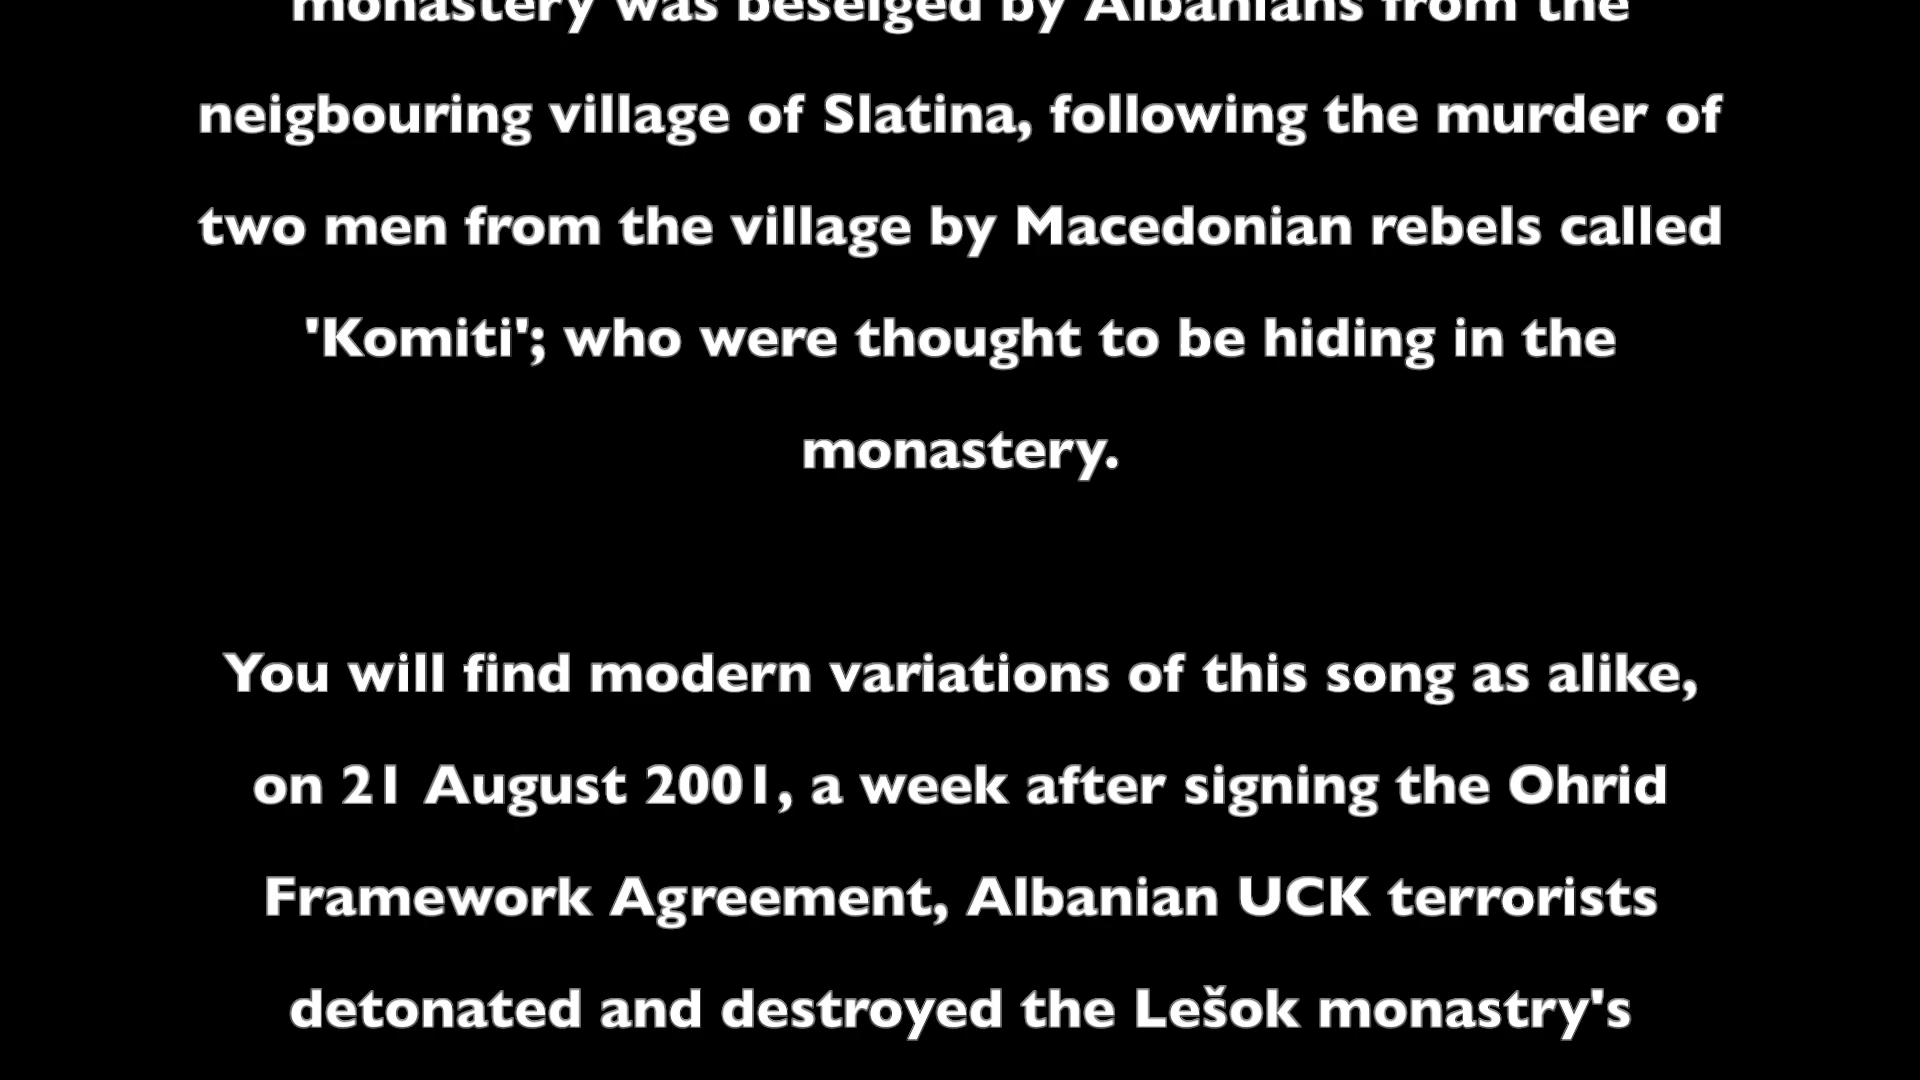 monastery was beseiged by Albanians from the
neigbouring village of Slatina, following the murder of
two men from the village by Macedonian rebels called
'Komiti'; who were thought to be hiding in the
monastery.
You will find modern variations of this song as alike,
on 21 August 2001, a week after signing the Ohrid
Framework Agreement, Albanian UCK terrorists
detonated and destroyed the Lešok monastry's